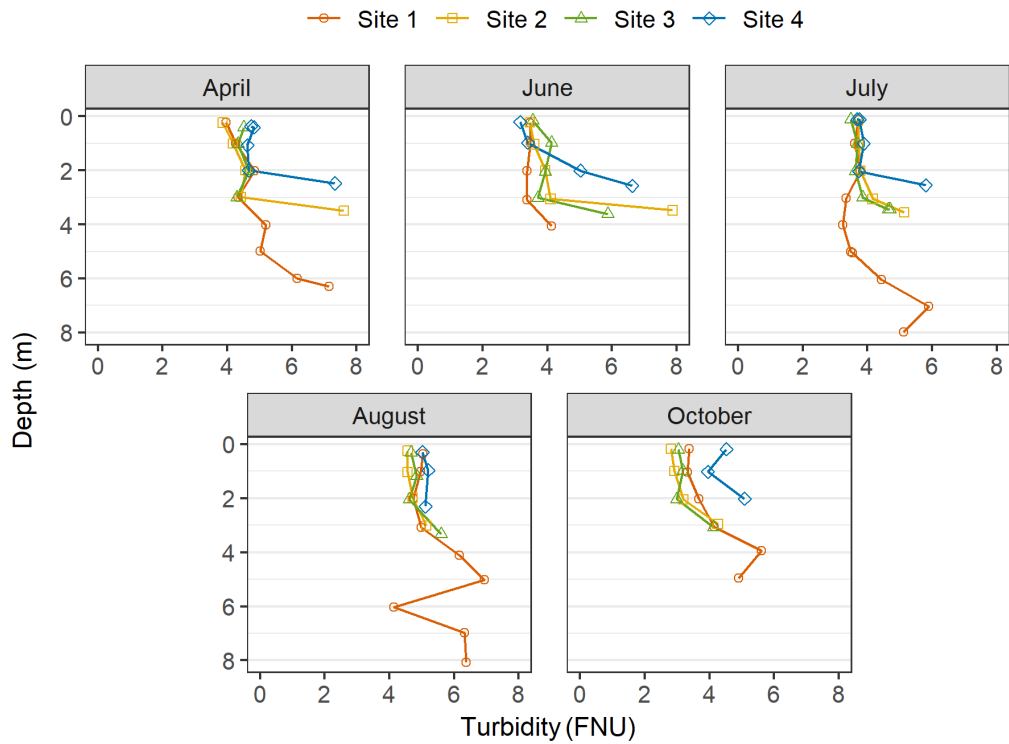 Site 1 Site 2 Site 3 Site 4
April June July
0
2
4
6
8
0 2 4 6 8 0 2 4 6 8 0 2 4 6 8
Depth (m)
August October
0
2
4
6
8
0 2 4 6 8 0 2 4 6 8
Turbidity (FNU)